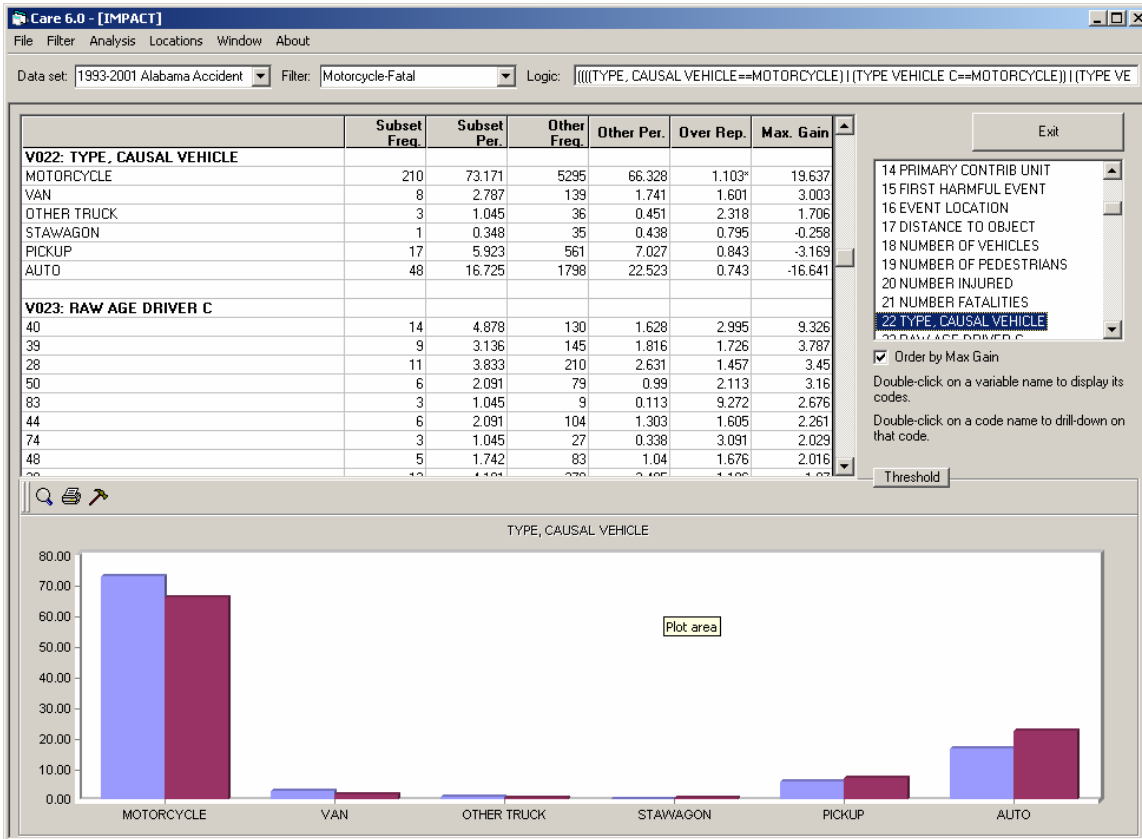 Care 6.0 - [IMPACT]
File Filter Analysis Locations Window About
Data set: 1993-2001 Alabama Accident Filter: Motorcycle-Fatal Logic: ((((TYPE, CAUSAL VEHICLE==MOTORCYCLE) | (TYPE VEHICLE C==MOTORCYCLE)) | (TYPE VE
Subset Freq. Subset Per. Other Freq. Other Per. Over Rep. Max. Gain
V022: TYPE, CAUSAL VEHICLE
MOTORCYCLE 210 73.171 5295 66.328 1.103* 19.637
VAN 8 2.787 139 1.741 1.601 3.003
OTHER TRUCK 3 1.045 36 0.451 2.318 1.706
STAWAGON 1 0.348 35 0.438 0.795 -0.258
PICKUP 17 5.923 561 7.027 0.843 -3.169
AUTO 48 16.725 1798 22.523 0.743 -16.641
V023: RAW AGE DRIVER C
40 14 4.878 130 1.628 2.995 9.326
39 9 3.136 145 1.816 1.726 3.787
28 11 3.833 210 2.631 1.457 3.45
50 6 2.091 79 0.99 2.113 3.16
83 3 1.045 9 0.113 9.272 2.676
44 6 2.091 104 1.303 1.605 2.261
74 3 1.045 27 0.338 3.091 2.029
48 5 1.742 83 1.04 1.676 2.016
Exit
14 PRIMARY CONTRIB UNIT
15 FIRST HARMFUL EVENT
16 EVENT LOCATION
17 DISTANCE TO OBJECT
18 NUMBER OF VEHICLES
19 NUMBER OF PEDESTRIANS
20 NUMBER INJURED
21 NUMBER FATALITIES
22 TYPE, CAUSAL VEHICLE
23 RAW AGE DRIVER C
Order by Max Gain
Double-click on a variable name to display its
codes.
Double-click on a code name to drill-down on
that code.
Threshold
TYPE, CAUSAL VEHICLE
80.00
70.00
60.00
50.00
40.00
30.00
20.00
10.00
0.00
Plot area
MOTORCYCLE VAN OTHER TRUCK STAWAGON PICKUP AUTO